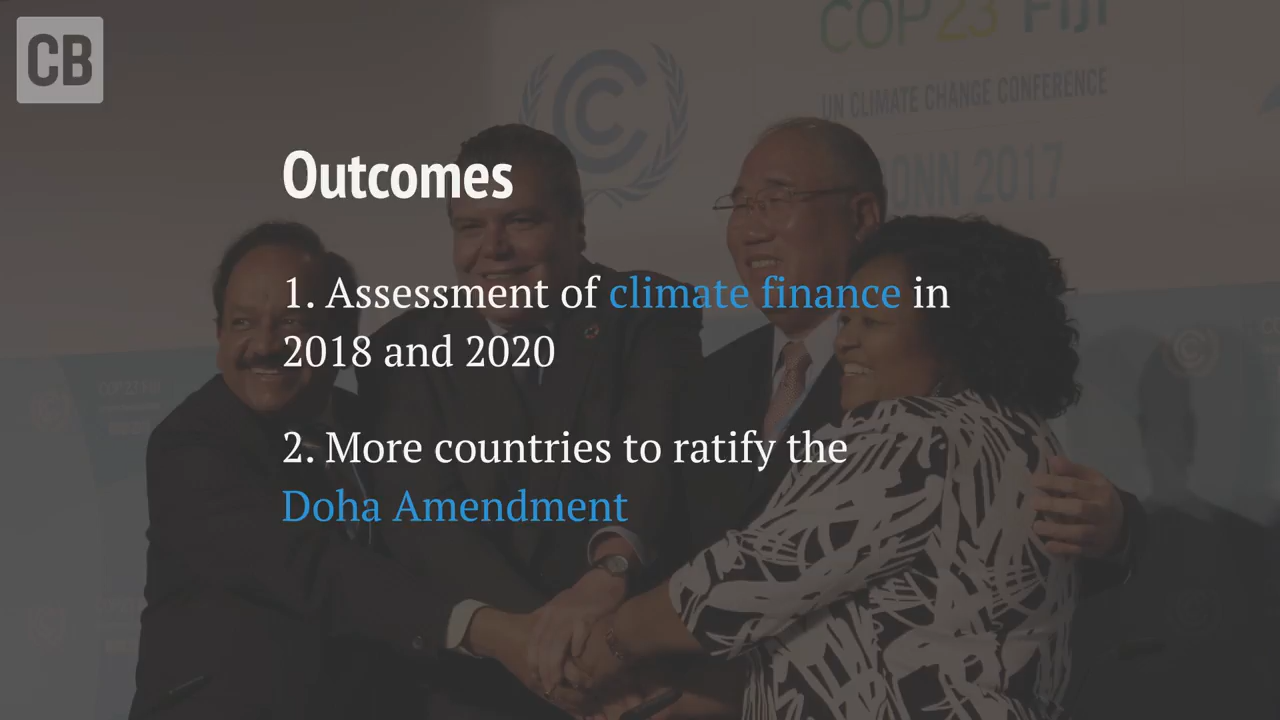 CB
COP23 FIJI
UN CLIMATE CHANGE CONFERENCE
BONN 2017
Outcomes
1. Assessment of climate finance in
2018 and 2020
2. More countries to ratify the
Doha Amendment